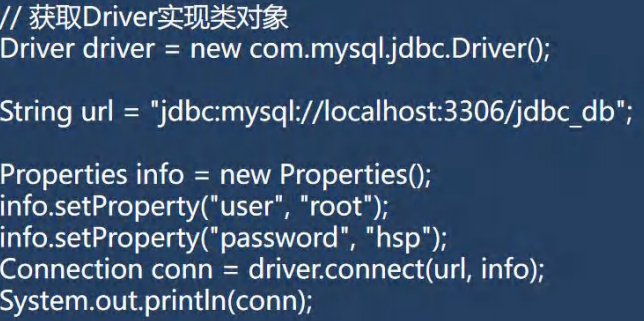 // 获取Driver实现类对象
Driver driver = new com.mysql.jdbc.Driver();
String url = "jdbc:mysql://localhost:3306/jdbc_db";
Properties info = new Properties();
info.setProperty("user", "root");
info.setProperty("password", "hsp");
Connection conn = driver.connect(url, info);
System.out.println(conn);